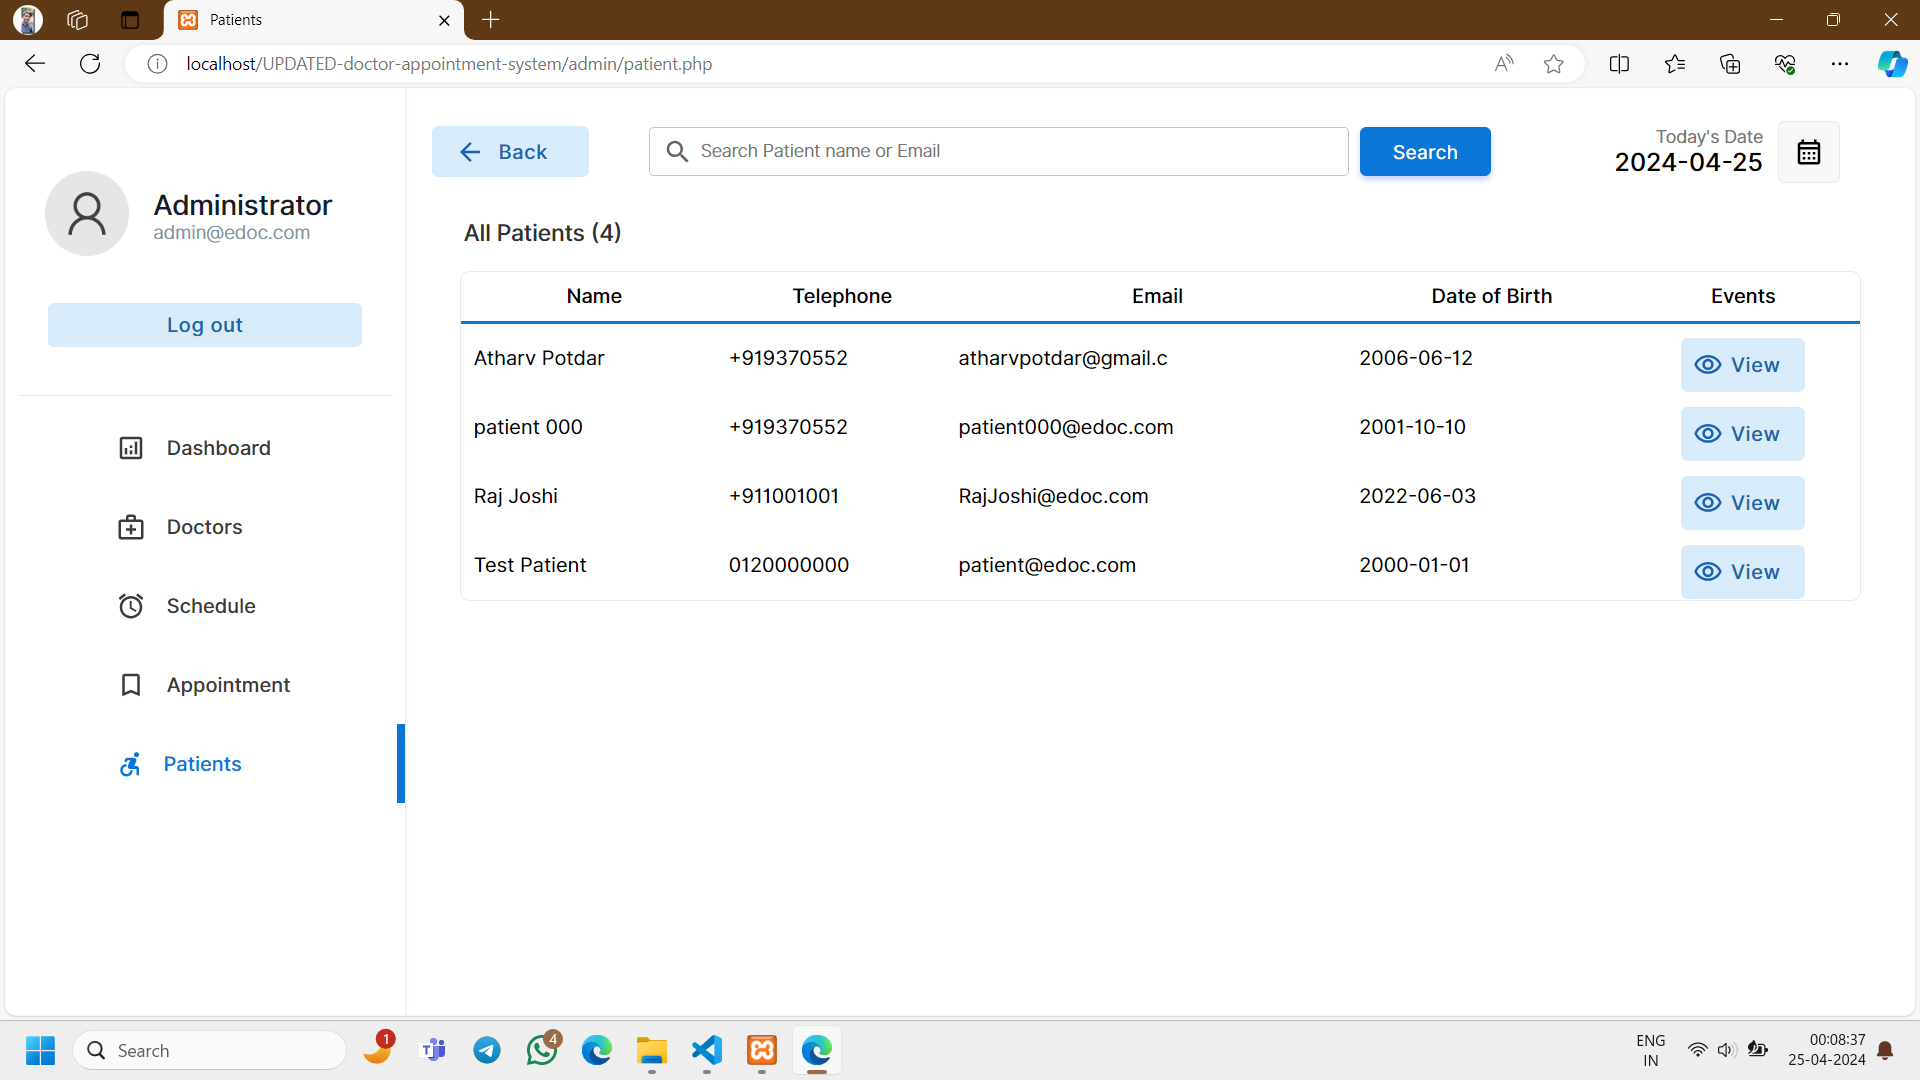 Patients
localhost/UPDATED-doctor-appointment-system/admin/patient.php
Administrator
admin@edoc.com
Log out
Dashboard
Doctors
Schedule
Appointment
Patients
Back
Search Patient name or Email
Search
Today's Date
2024-04-25
All Patients (4)
Name Telephone Email Date of Birth Events
Atharv Potdar +919370552 atharvpotdar@gmail.c 2006-06-12 View
patient 000 +919370552 patient000@edoc.com 2001-10-10 View
Raj Joshi +911001001 RajJoshi@edoc.com 2022-06-03 View
Test Patient 0120000000 patient@edoc.com 2000-01-01 View
Search
1
4
ENG
IN
00:08:37
25-04-2024